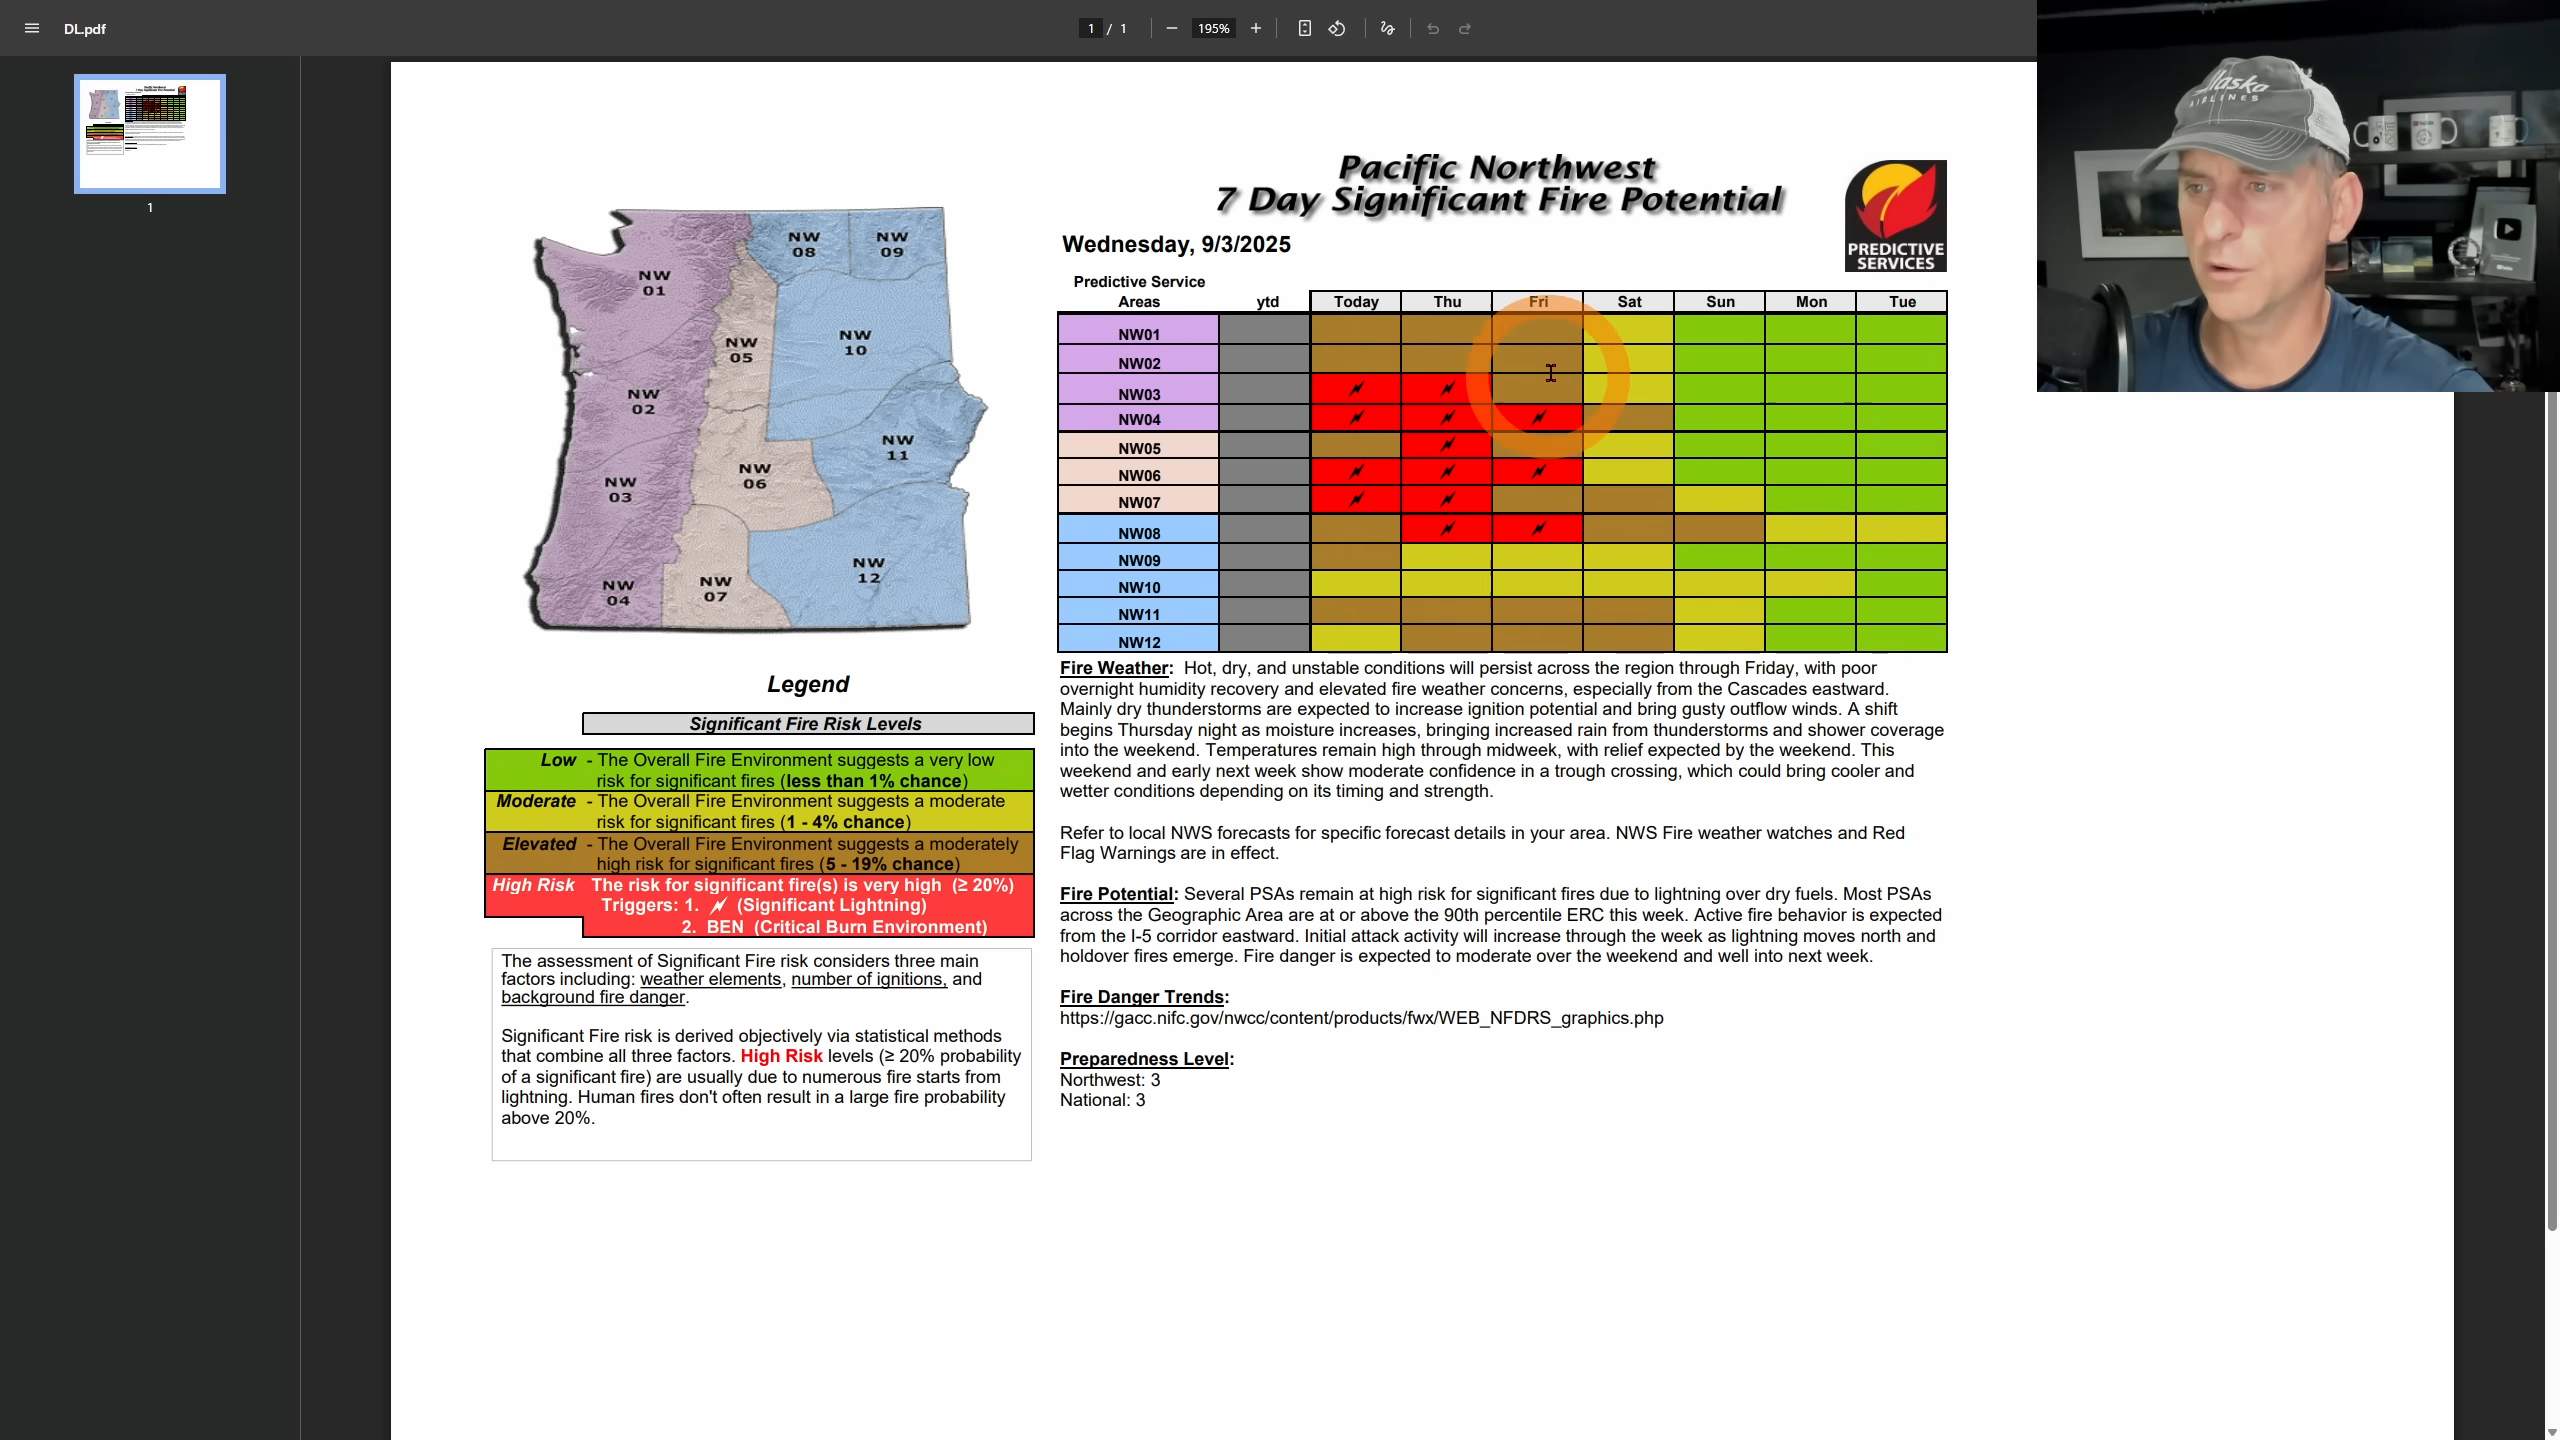 DL.pdf
1 / 1
195%
1
Alaska
AIRLINES
Pacific Northwest
7 Day Significant Fire Potential
PREDICTIVE
SERVICES
Wednesday, 9/3/2025
NW
01
NW
02
NW
03
NW
04
NW
05
NW
06
NW
07
NW
08
NW
09
NW
10
NW
11
NW
12
Predictive Service
Areas ytd Today Thu Fri Sat Sun Mon Tue
NW01
NW02
NW03
NW04
NW05
NW06
NW07
NW08
NW09
NW10
NW11
NW12
Legend
Significant Fire Risk Levels
Low - The Overall Fire Environment suggests a very low
risk for significant fires (less than 1% chance)
Moderate - The Overall Fire Environment suggests a moderate
risk for significant fires (1 - 4% chance)
Elevated - The Overall Fire Environment suggests a moderately
high risk for significant fires (5 - 19% chance)
High Risk The risk for significant fire(s) is very high (≥ 20%)
Triggers: 1. (Significant Lightning)
2. BEN (Critical Burn Environment)
The assessment of Significant Fire risk considers three main
factors including: weather elements, number of ignitions, and
background fire danger.
Significant Fire risk is derived objectively via statistical methods
that combine all three factors. High Risk levels (≥ 20% probability
of a significant fire) are usually due to numerous fire starts from
lightning. Human fires don't often result in a large fire probability
above 20%.
Fire Weather: Hot, dry, and unstable conditions will persist across the region through Friday, with poor
overnight humidity recovery and elevated fire weather concerns, especially from the Cascades eastward.
Mainly dry thunderstorms are expected to increase ignition potential and bring gusty outflow winds. A shift
begins Thursday night as moisture increases, bringing increased rain from thunderstorms and shower coverage
into the weekend. Temperatures remain high through midweek, with relief expected by the weekend. This
weekend and early next week show moderate confidence in a trough crossing, which could bring cooler and
wetter conditions depending on its timing and strength.
Refer to local NWS forecasts for specific forecast details in your area. NWS Fire weather watches and Red
Flag Warnings are in effect.
Fire Potential: Several PSAs remain at high risk for significant fires due to lightning over dry fuels. Most PSAs
across the Geographic Area are at or above the 90th percentile ERC this week. Active fire behavior is expected
from the I-5 corridor eastward. Initial attack activity will increase through the week as lightning moves north and
holdover fires emerge. Fire danger is expected to moderate over the weekend and well into next week.
Fire Danger Trends:
https://gacc.nifc.gov/nwcc/content/products/fwx/WEB_NFDRS_graphics.php
Preparedness Level:
Northwest: 3
National: 3